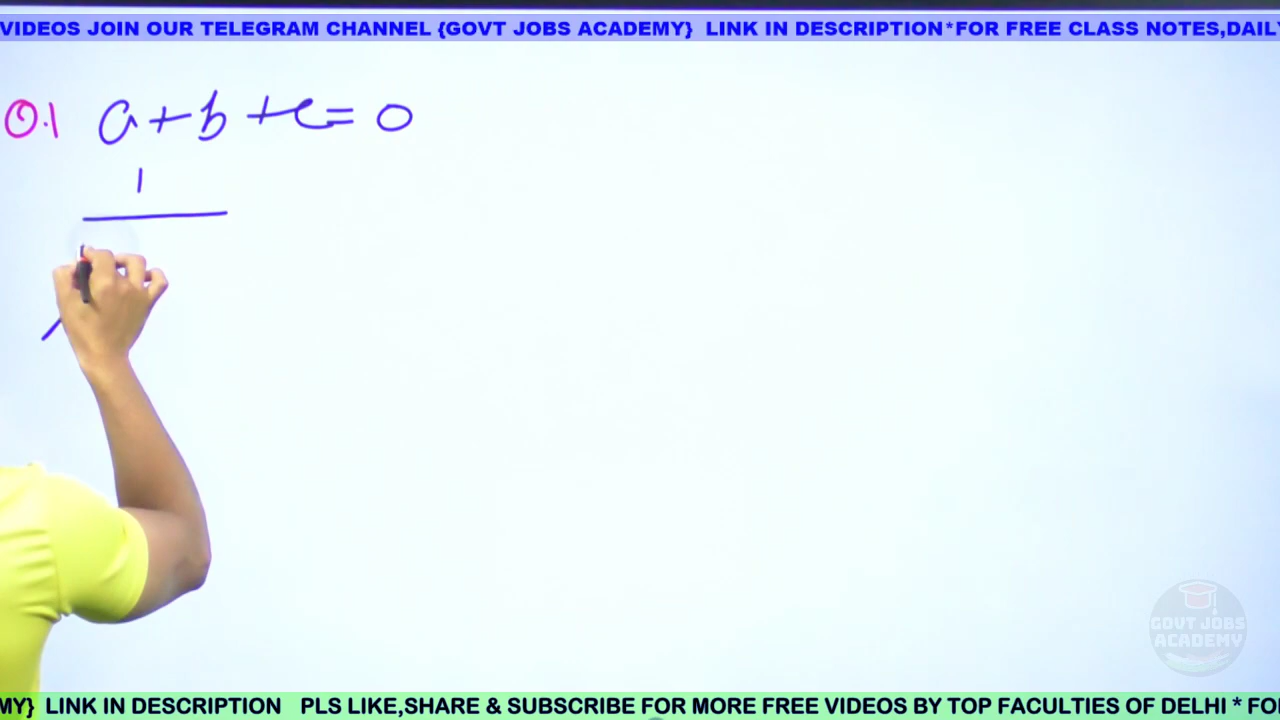 VIDEOS JOIN OUR TELEGRAM CHANNEL {GOVT JOBS ACADEMY} LINK IN DESCRIPTION*FOR FREE CLASS NOTES,DAILY
Q.1 a+b+c=0
1
GOVT JOBS
ACADEMY
MY} LINK IN DESCRIPTION PLS LIKE,SHARE & SUBSCRIBE FOR MORE FREE VIDEOS BY TOP FACULTIES OF DELHI * FO